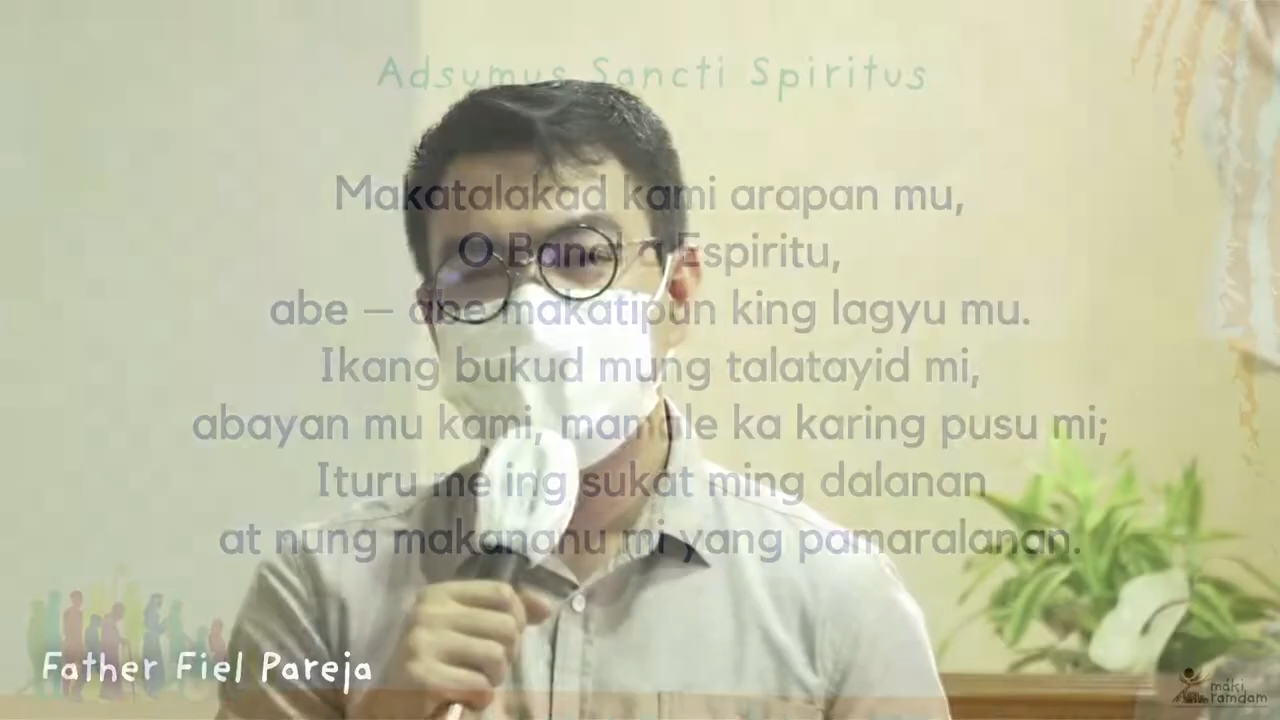 Adsumus Sancti Spiritus
Makatalakad kami arapan mu,
O Banal a Espiritu,
abe – abe makatipun king lagyu mu.
Ikang bukud mung talatayid mi,
abayan mu kami, manule ka karing pusu mi;
Ituru me ing sukat ming dalanan
at nung makananu mi yang pamaralanan.
Father Fiel Pareja
máki,
ramdam